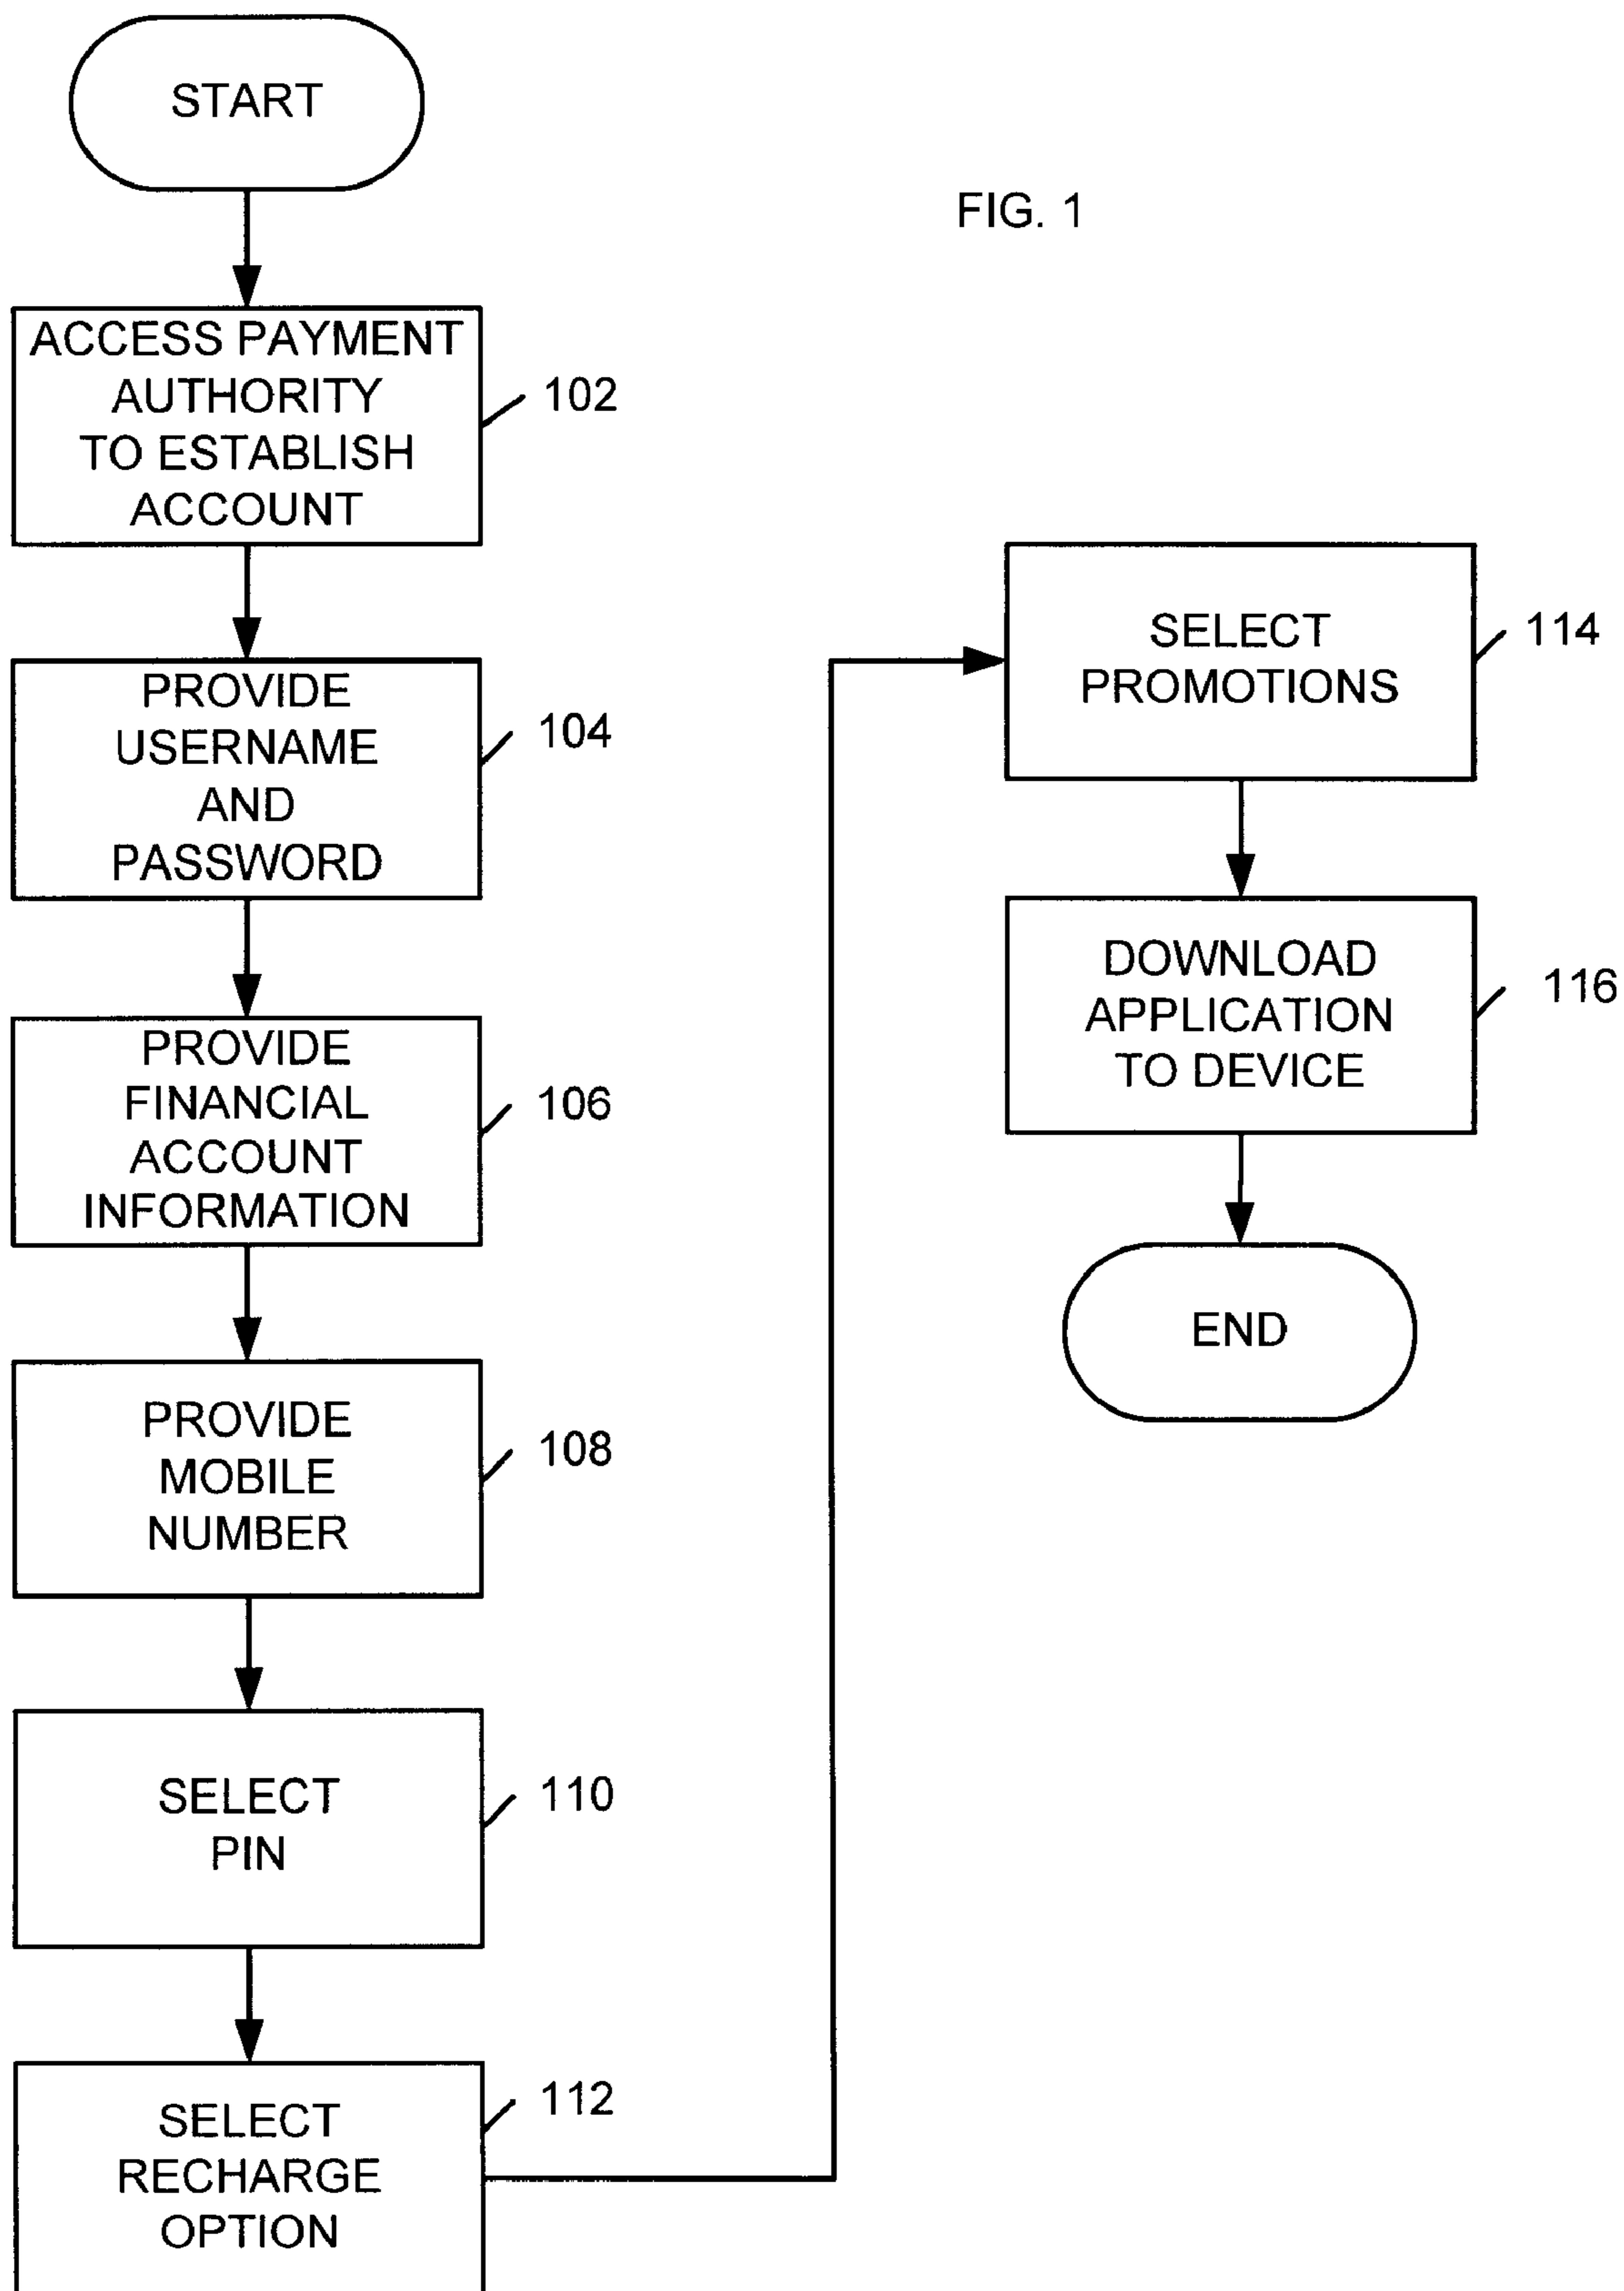 START
FIG. 1
ACCESS PAYMENT
AUTHORITY
TO ESTABLISH
ACCOUNT
102
PROVIDE
USERNAME
AND
PASSWORD
104
PROVIDE
FINANCIAL
ACCOUNT
INFORMATION
106
PROVIDE
MOBILE
NUMBER
108
SELECT
PIN
110
SELECT
RECHARGE
OPTION
112
SELECT
PROMOTIONS
114
DOWNLOAD
APPLICATION
TO DEVICE
116
END